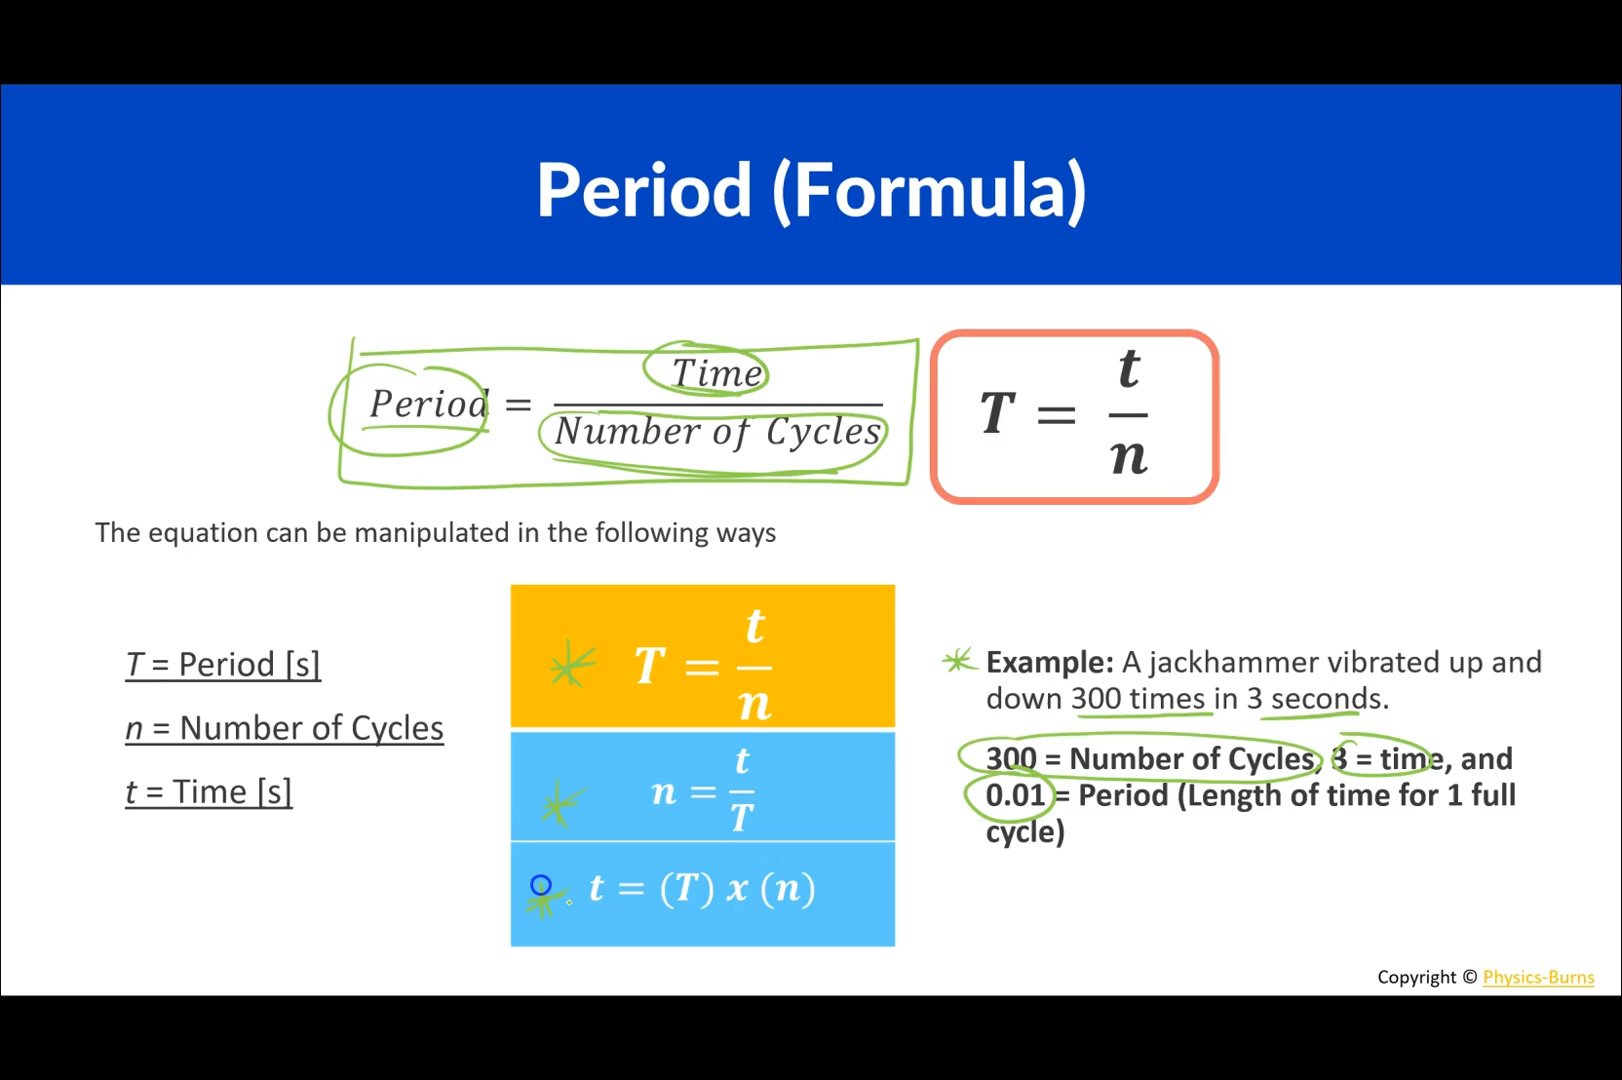 Period (Formula)
Period = Time / Number of Cycles
T = t / n
The equation can be manipulated in the following ways
T = Period [s]
n = Number of Cycles
t = Time [s]
T = t / n
n = t / T
t = (T) x (n)
Example: A jackhammer vibrated up and
down 300 times in 3 seconds.
300 = Number of Cycles, 3 = time, and
0.01 = Period (Length of time for 1 full
cycle)
Copyright © Physics-Burns